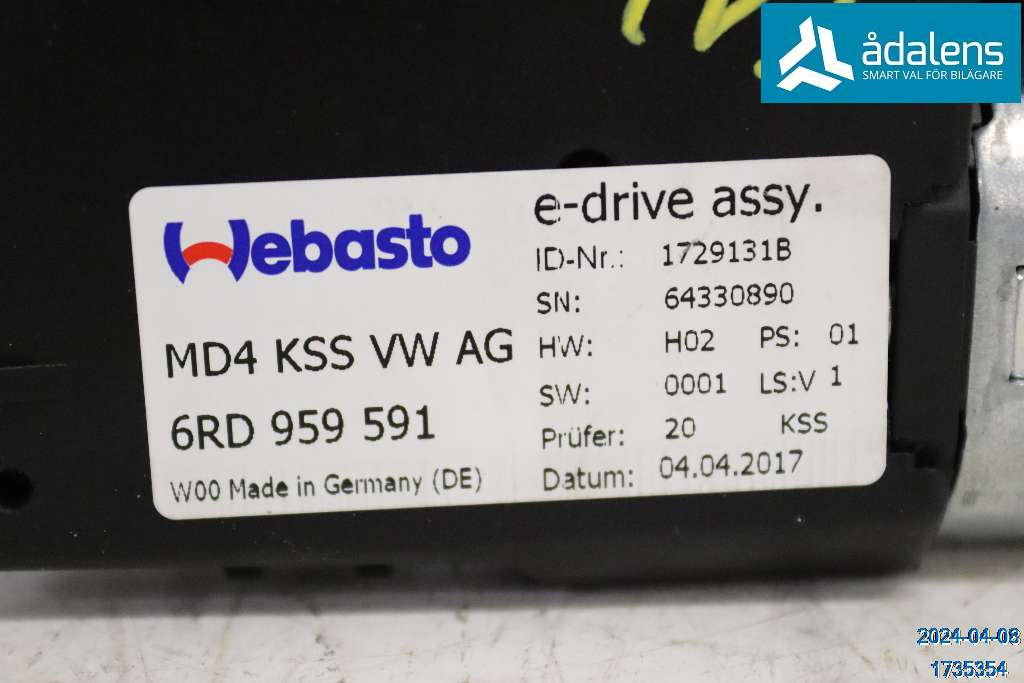 ådalens
SMART VAL FÖR BILÄGARE
Webasto
MD4 KSS VW AG
6RD 959 591
W00 Made in Germany (DE)
e-drive assy.
ID-Nr.: 1729131B
SN: 64330890
HW: H02 PS: 01
SW: 0001 LS:V 1
Prüfer: 20 KSS
Datum: 04.04.2017
2024-04-08
1735354